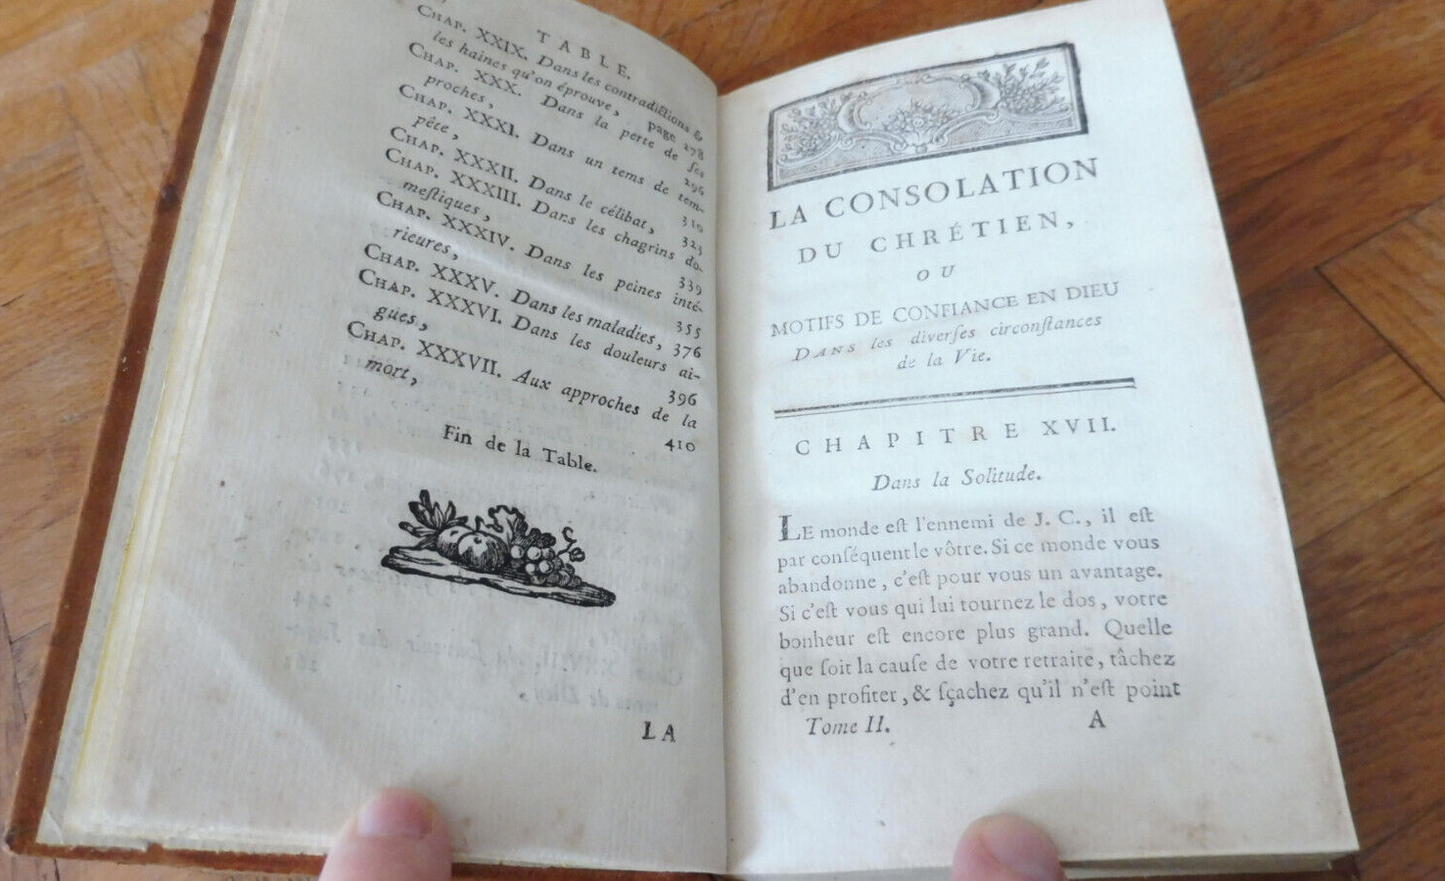 TABLE.
CHAP. XXIX. Dans les contradictions &
les haines qu'on éprouve, page 278
CHAP. XXX. Dans la perte de ses
proches, 296
CHAP. XXXI. Dans un tems de tem-
pête, 310
CHAP. XXXII. Dans le célibat, 323
CHAP. XXXIII. Dans les chagrins do-
meſtiques, 339
CHAP. XXXIV. Dans les peines inté-
rieures, 355
CHAP. XXXV. Dans les maladies, 376
CHAP. XXXVI. Dans les douleurs ai-
gues, 396
CHAP. XXXVII. Aux approches de la
mort, 410
Fin de la Table.
LA
LA CONSOLATION
DU CHRÉTIEN,
OU
MOTIFS DE CONFIANCE EN DIEU
DANS les diverſes circonſtances
de la Vie.
CHAPITRE XVII.
Dans la Solitude.
LE monde eſt l'ennemi de J. C., il eſt
par conſéquent le vôtre. Si ce monde vous
abandonne, c'eſt pour vous un avantage.
Si c'eſt vous qui lui tournez le dos, votre
bonheur eſt encore plus grand. Quelle
que ſoit la cauſe de votre retraite, tâchez
d'en profiter, & ſçachez qu'il n'eſt point
Tome II. A